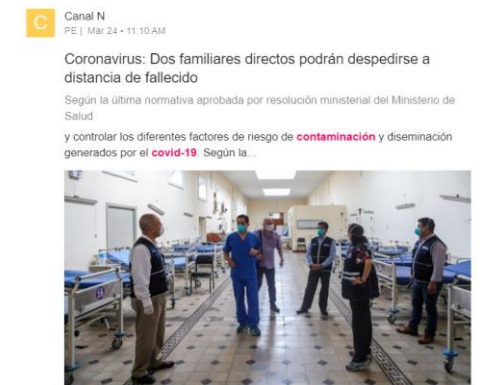 C
Canal N
PE | Mar 24 • 11:10 AM
Coronavirus: Dos familiares directos podrán despedirse a
distancia de fallecido
Según la última normativa aprobada por resolución ministerial del Ministerio de
Salud
y controlar los diferentes factores de riesgo de contaminación y diseminación
generados por el covid-19. Según la...